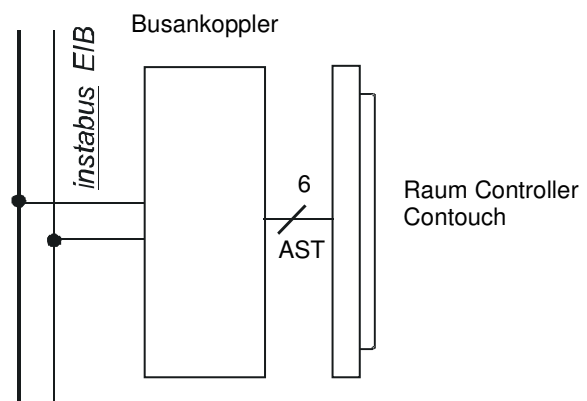 Busankoppler
instabus EIB
6
AST
Raum Controller
Contouch